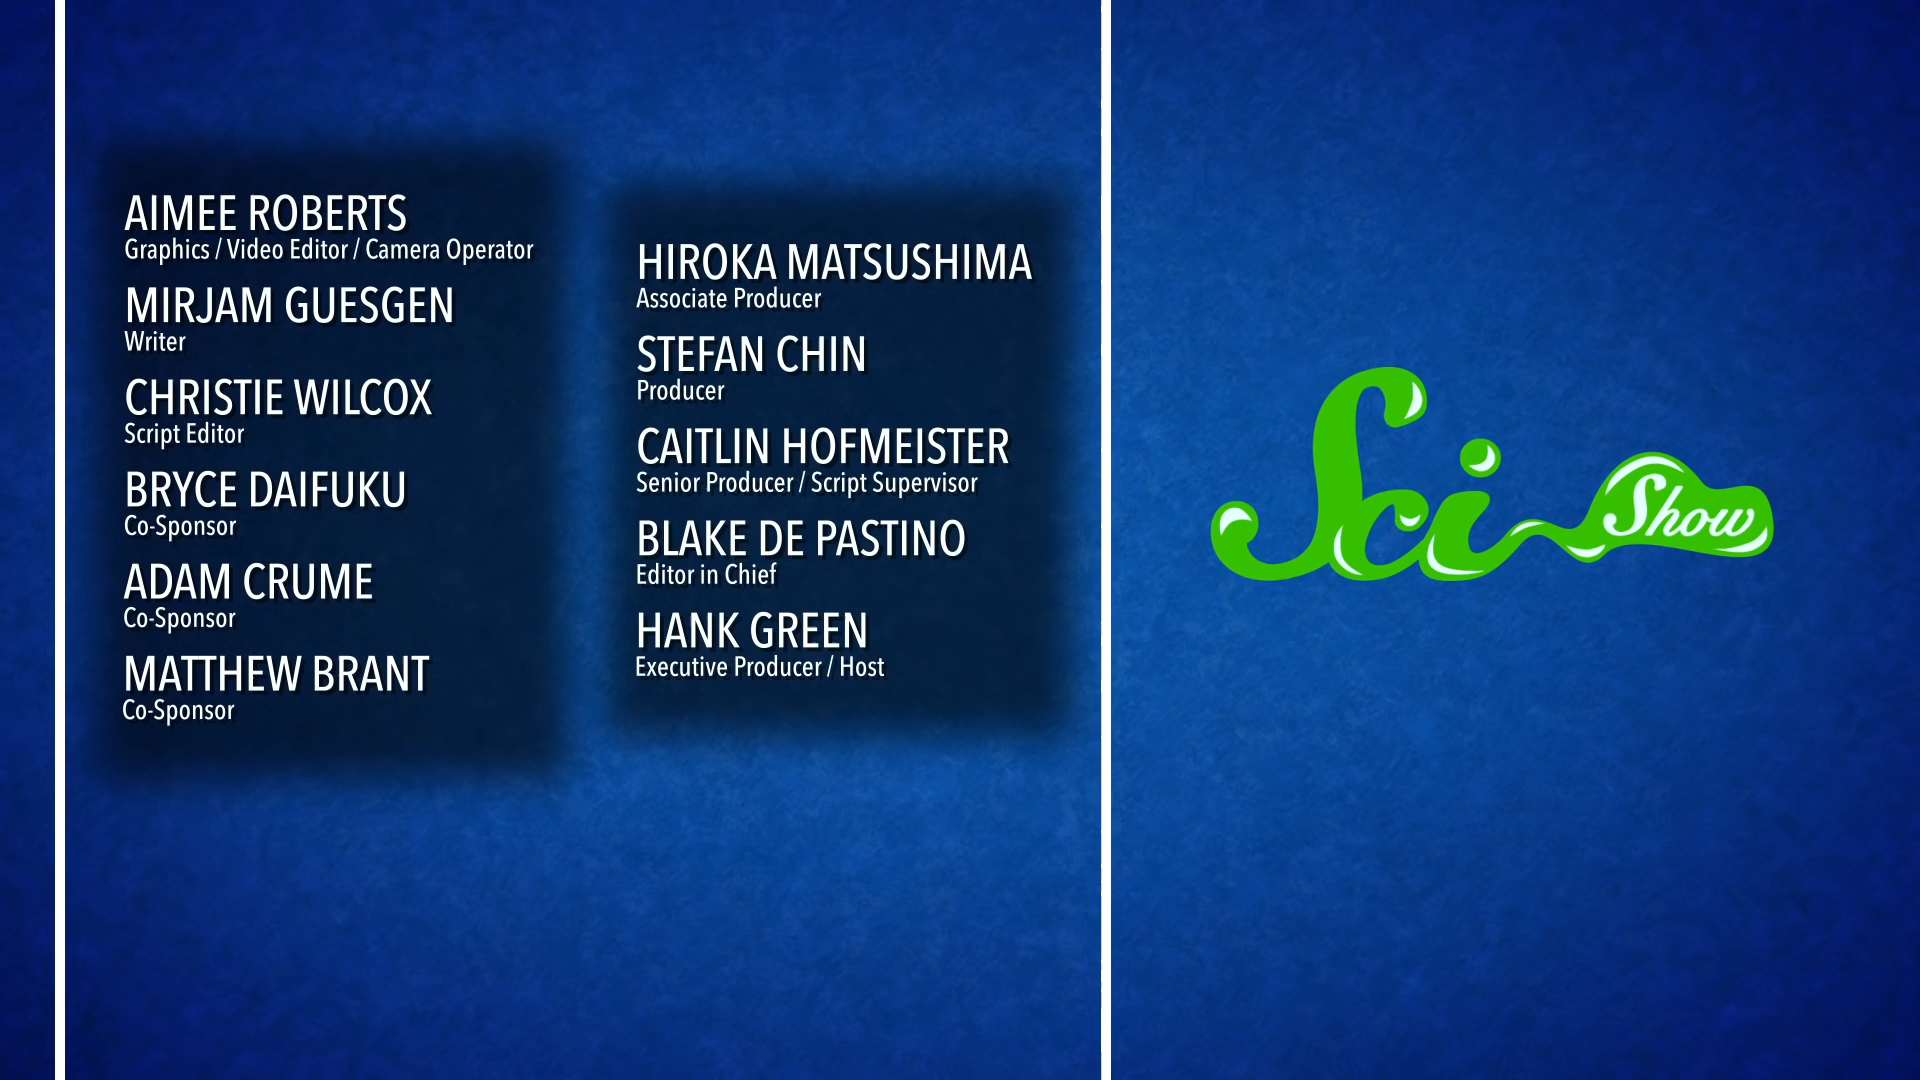 AIMEE ROBERTS
Graphics / Video Editor / Camera Operator
MIRJAM GUESGEN
Writer
CHRISTIE WILCOX
Script Editor
BRYCE DAIFUKU
Co-Sponsor
ADAM CRUME
Co-Sponsor
MATTHEW BRANT
Co-Sponsor
HIROKA MATSUSHIMA
Associate Producer
STEFAN CHIN
Producer
CAITLIN HOFMEISTER
Senior Producer / Script Supervisor
BLAKE DE PASTINO
Editor in Chief
HANK GREEN
Executive Producer / Host
Sci Show